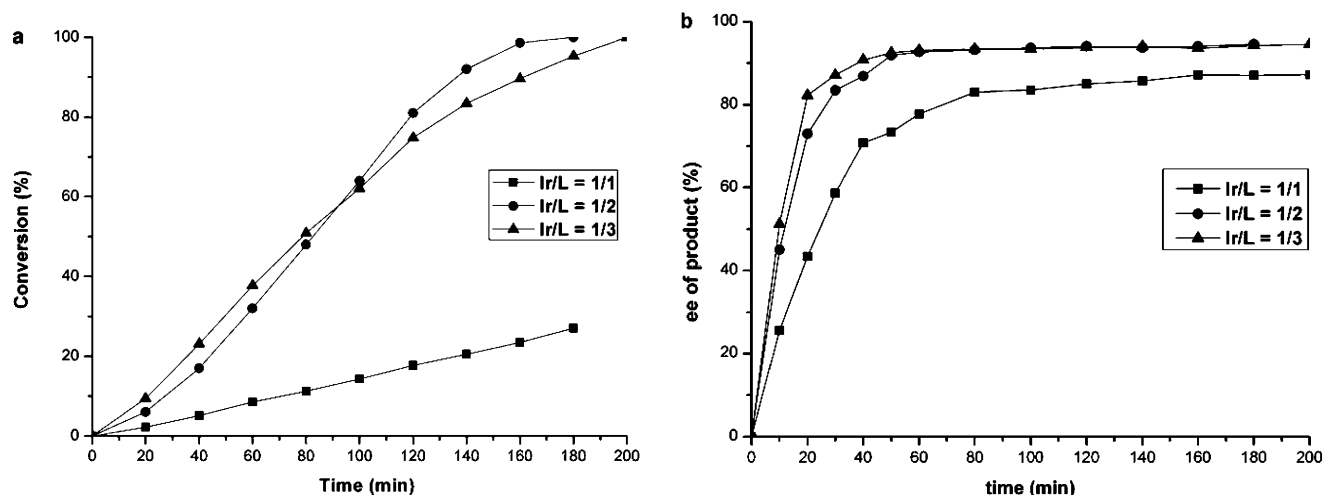 a
Conversion (%)
100
80
60
40
20
0
0 20 40 60 80 100 120 140 160 180 200
Time (min)
Ir/L = 1/1
Ir/L = 1/2
Ir/L = 1/3
b
ee of product (%)
100
80
60
40
20
0
0 20 40 60 80 100 120 140 160 180 200
time (min)
Ir/L = 1/1
Ir/L = 1/2
Ir/L = 1/3